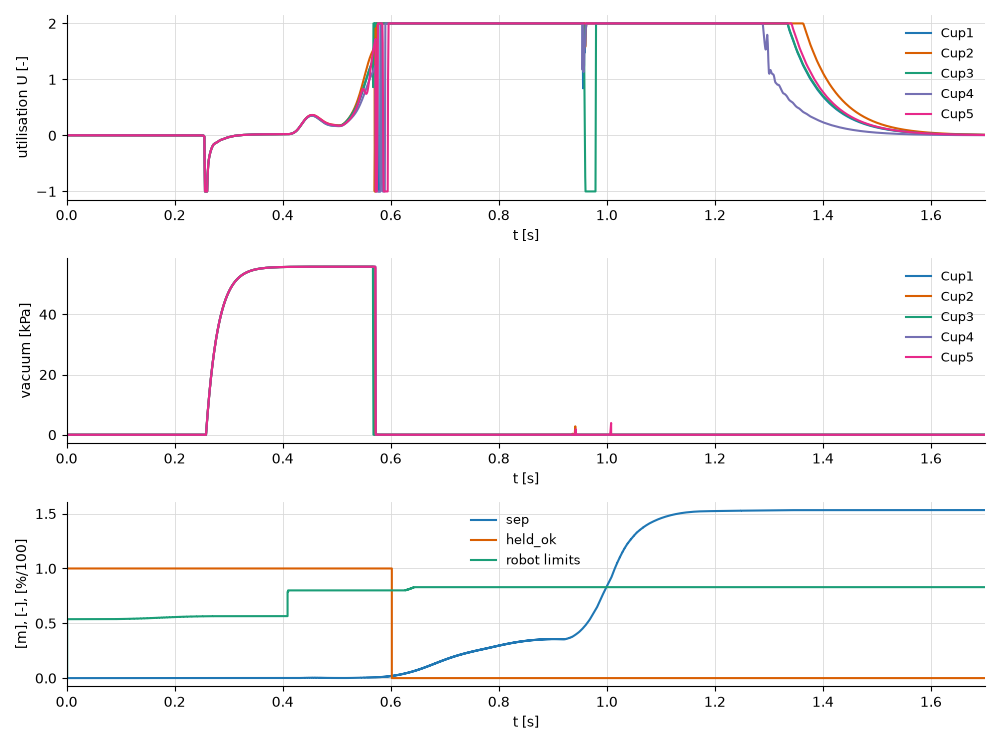 2
1
0
−1
utilisation U [-]
Cup1
Cup2
Cup3
Cup4
Cup5
0.0 0.2 0.4 0.6 0.8 1.0 1.2 1.4 1.6
t [s]
40
20
0
vacuum [kPa]
Cup1
Cup2
Cup3
Cup4
Cup5
0.0 0.2 0.4 0.6 0.8 1.0 1.2 1.4 1.6
t [s]
1.5
1.0
0.5
0.0
[m], [-], [%/100]
sep
held_ok
robot limits
0.0 0.2 0.4 0.6 0.8 1.0 1.2 1.4 1.6
t [s]